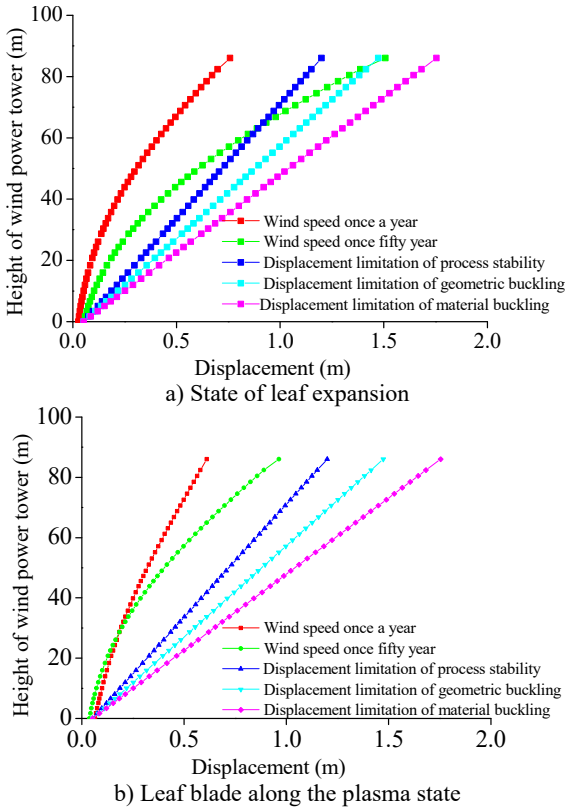 100
80
60
40
20
0
Height of wind power tower (m)
Wind speed once a year
Wind speed once fifty year
Displacement limitation of process stability
Displacement limitation of geometric buckling
Displacement limitation of material buckling
0.0 0.5 1.0 1.5 2.0
Displacement (m)
a) State of leaf expansion
100
80
60
40
20
0
Height of wind power tower (m)
Wind speed once a year
Wind speed once fifty year
Displacement limitation of process stability
Displacement limitation of geometric buckling
Displacement limitation of material buckling
0.0 0.5 1.0 1.5 2.0
Displacement (m)
b) Leaf blade along the plasma state